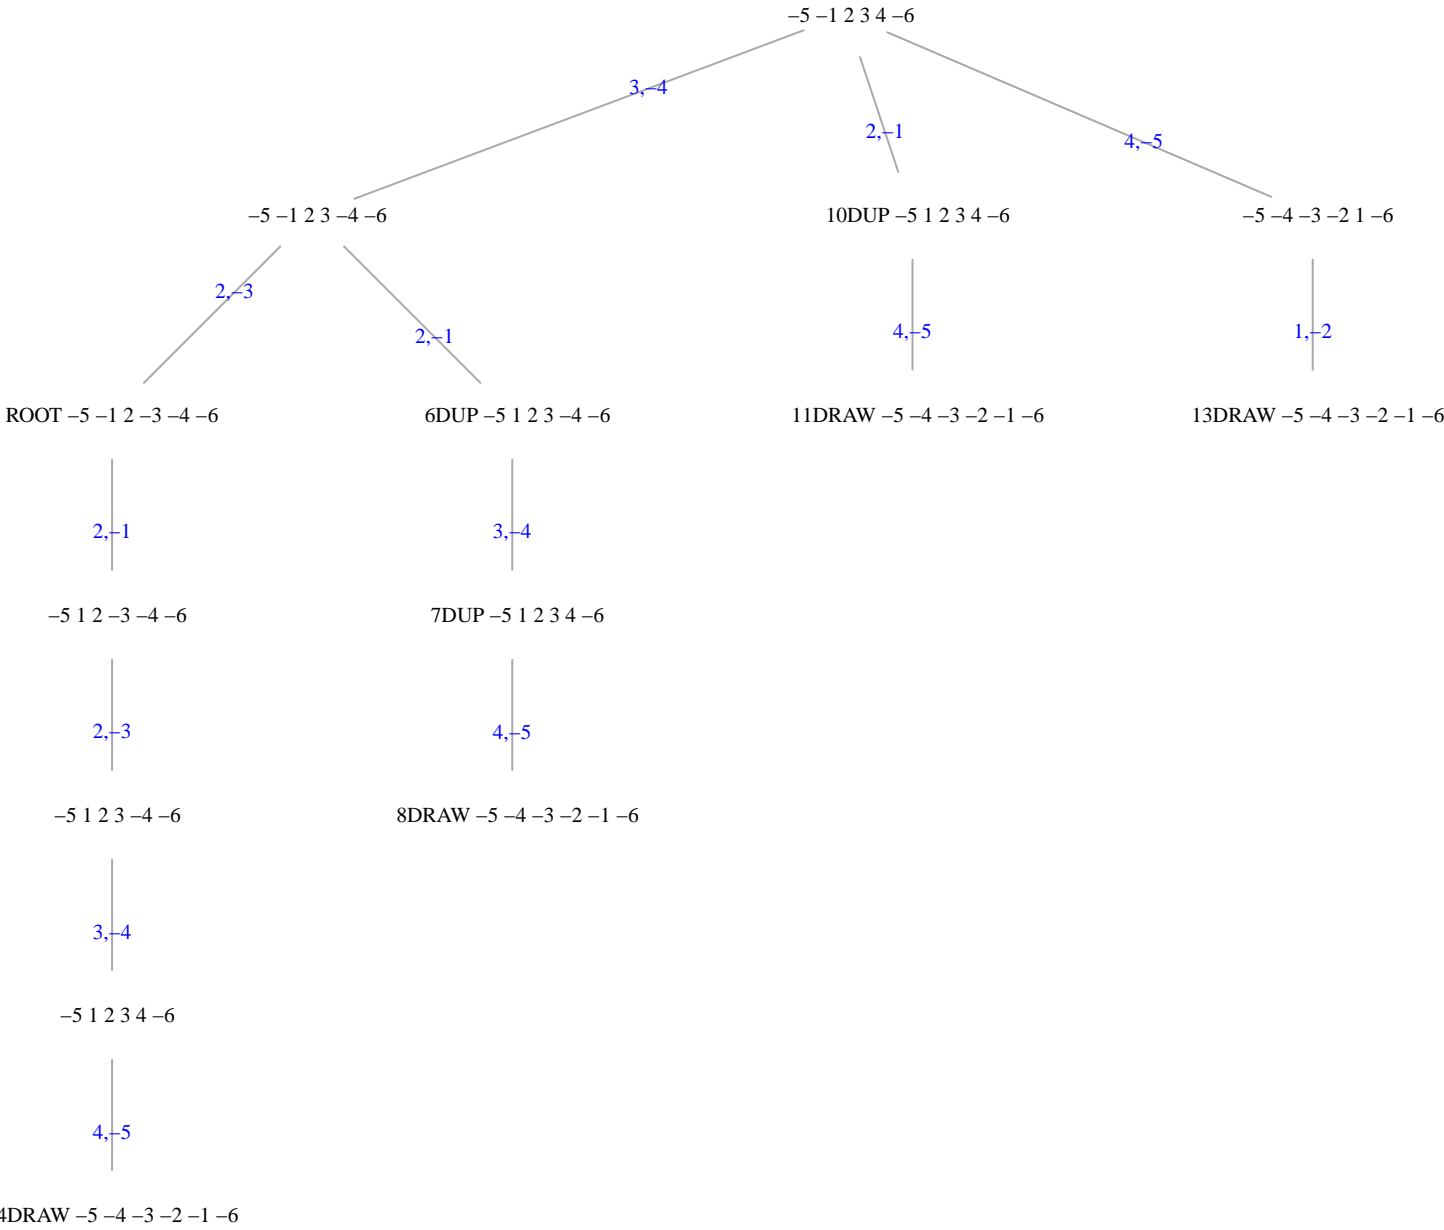 –5 –1 2 3 4 –6
3,–4
2,–1
4,–5
–5 –1 2 3 –4 –6
10DUP –5 1 2 3 4 –6
–5 –4 –3 –2 1 –6
2,–3
2,–1
4,–5
1,–2
ROOT –5 –1 2 –3 –4 –6
6DUP –5 1 2 3 –4 –6
11DRAW –5 –4 –3 –2 –1 –6
13DRAW –5 –4 –3 –2 –1 –6
2,–1
3,–4
–5 1 2 –3 –4 –6
7DUP –5 1 2 3 4 –6
2,–3
4,–5
–5 1 2 3 –4 –6
8DRAW –5 –4 –3 –2 –1 –6
3,–4
–5 1 2 3 4 –6
4,–5
4DRAW –5 –4 –3 –2 –1 –6